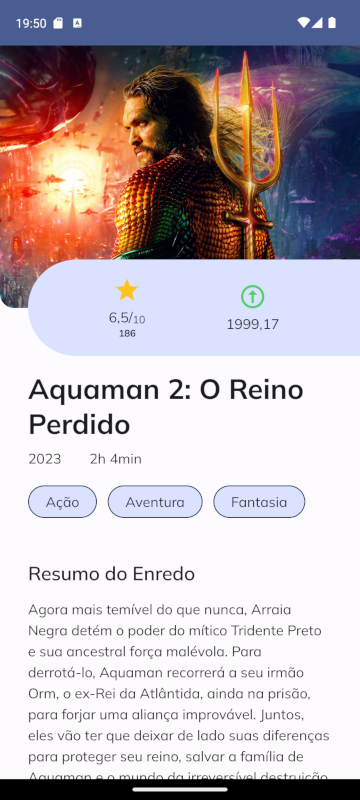 19:50
6,5/10
186
1999,17
Aquaman 2: O Reino
Perdido
2023 2h 4min
Ação Aventura Fantasia
Resumo do Enredo
Agora mais temível do que nunca, Arraia
Negra detém o poder do mítico Tridente Preto
e sua ancestral força malévola. Para
derrotá-lo, Aquaman recorrerá a seu irmão
Orm, o ex-Rei da Atlântida, ainda na prisão,
para forjar uma aliança improvável. Juntos,
eles vão ter que deixar de lado suas diferenças
para proteger seu reino, salvar a família de
Aquaman e o mundo da irreversível destruição